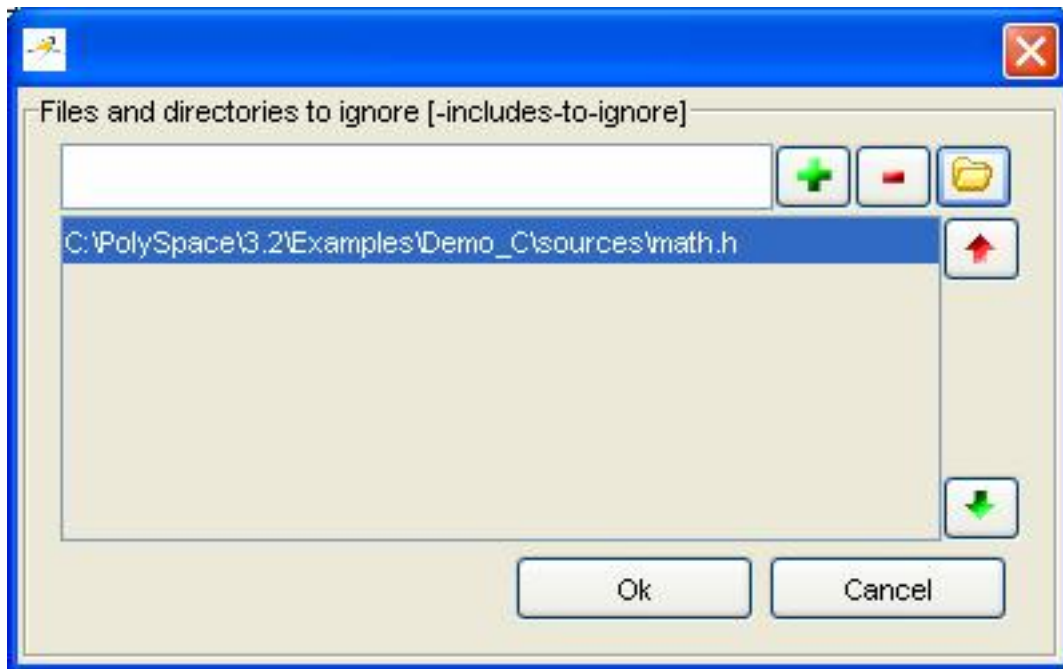 Files and directories to ignore [-includes-to-ignore]
C:\PolySpace\3.2\Examples\Demo_C\sources\math.h
Ok
Cancel